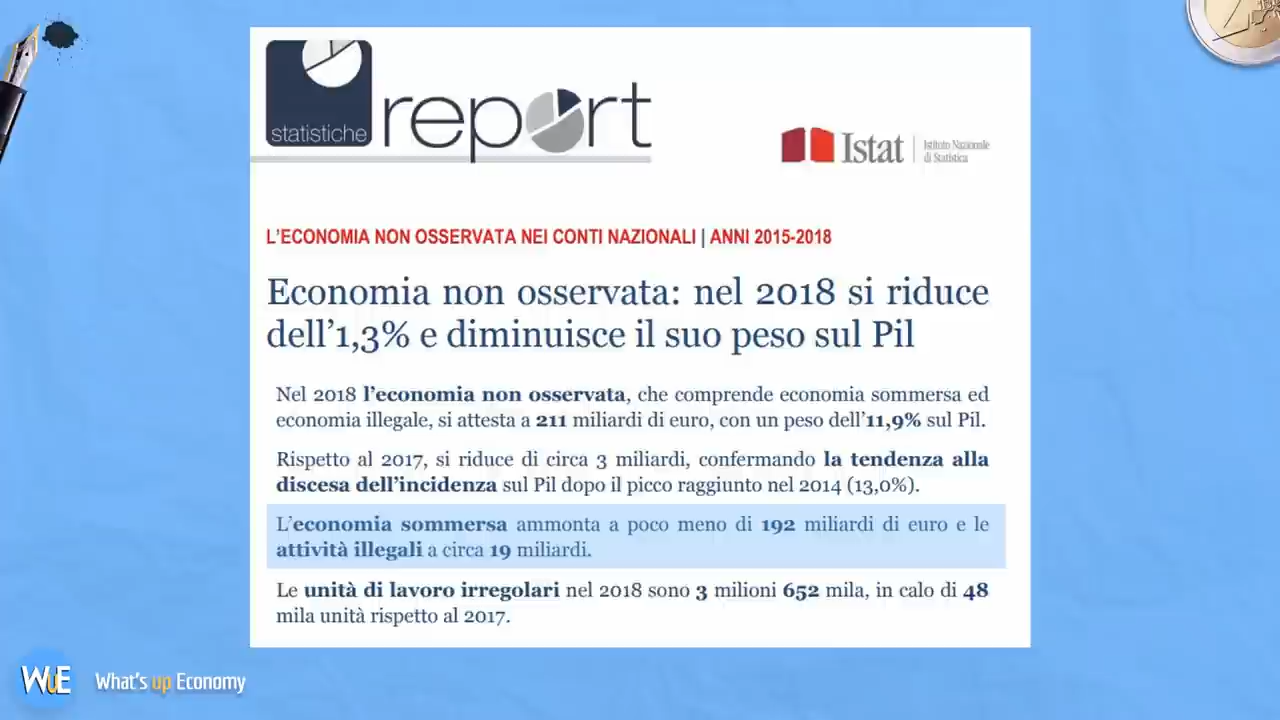 statistiche
report
Istat
Istituto Nazionale
di Statistica
L'ECONOMIA NON OSSERVATA NEI CONTI NAZIONALI | ANNI 2015-2018
Economia non osservata: nel 2018 si riduce
dell'1,3% e diminuisce il suo peso sul Pil
Nel 2018 l'economia non osservata, che comprende economia sommersa ed
economia illegale, si attesta a 211 miliardi di euro, con un peso dell'11,9% sul Pil.
Rispetto al 2017, si riduce di circa 3 miliardi, confermando la tendenza alla
discesa dell'incidenza sul Pil dopo il picco raggiunto nel 2014 (13,0%).
L'economia sommersa ammonta a poco meno di 192 miliardi di euro e le
attività illegali a circa 19 miliardi.
Le unità di lavoro irregolari nel 2018 sono 3 milioni 652 mila, in calo di 48
mila unità rispetto al 2017.
WuE What's up Economy